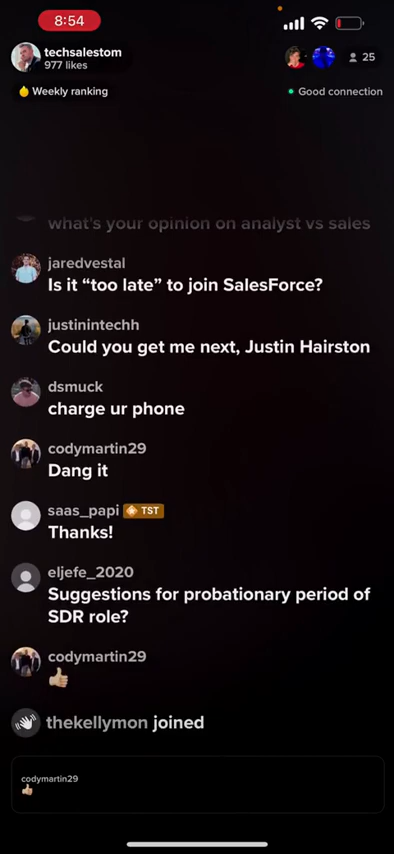 8:54
techsalestom
977 likes
25
Weekly ranking
Good connection
what's your opinion on analyst vs sales
jaredvestal
Is it “too late” to join SalesForce?
justinintechh
Could you get me next, Justin Hairston
dsmuck
charge ur phone
codymartin29
Dang it
saas_papi TST
Thanks!
eljefe_2020
Suggestions for probationary period of
SDR role?
codymartin29
👍🏼
thekellymon joined
codymartin29
👍🏼